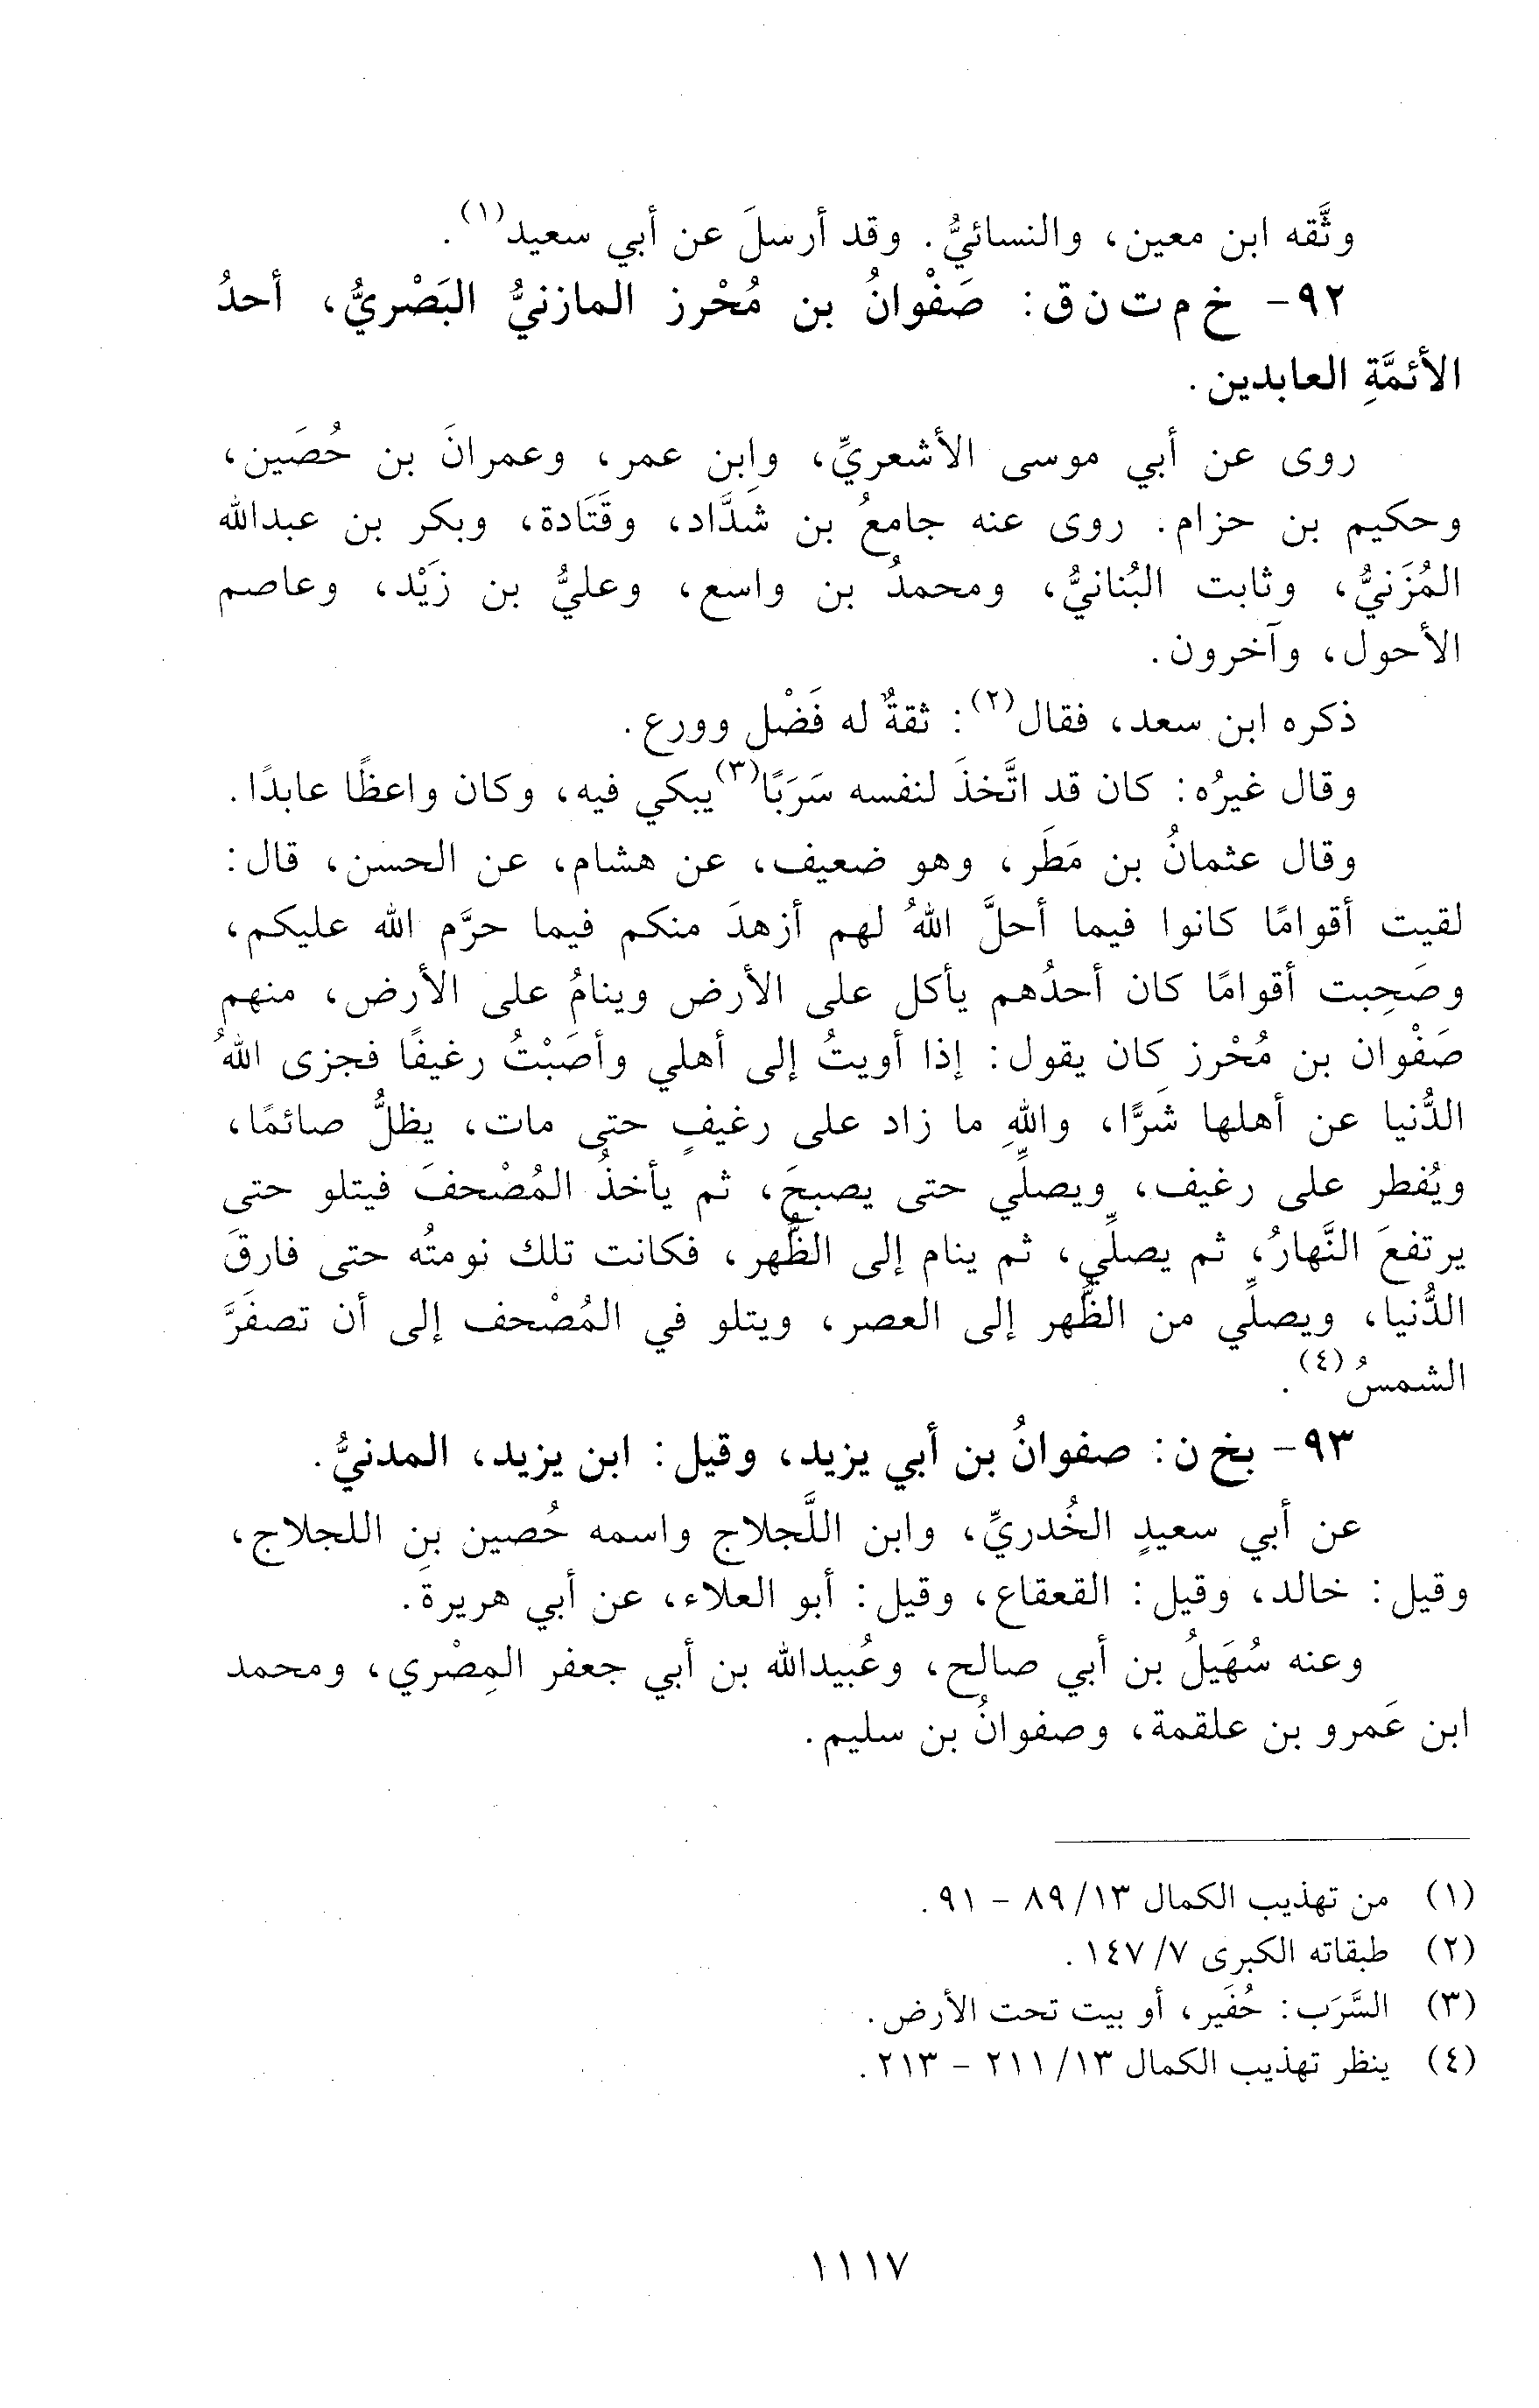 وثَّقه ابن معين، والنسائيُّ. وقد أرسلَ عن أبي سعيد(١).
٩٢- خ م ت ن ق: صَفْوانُ بن مُحْرز المازنيُّ البَصْريُّ، أحدُ
الأئمَّةِ العابدين.
روى عن أبي موسى الأشعريِّ، وابن عمر، وعمرانَ بن حُصَين،
وحكيم بن حزام. روى عنه جامعُ بن شَدَّاد، وقَتَادة، وبكر بن عبدالله
المُزَنيُّ، وثابت البُنانيُّ، ومحمدُ بن واسع، وعليُّ بن زَيْد، وعاصم
الأحول، وآخرون.
ذكره ابن سعد، فقال(٢): ثقةٌ له فَضْل وورع.
وقال غيرُه: كان قد اتَّخذَ لنفسه سَرَبًا(٣) يبكي فيه، وكان واعظًا عابدًا.
وقال عثمانُ بن مَطَر، وهو ضعيف، عن هشام، عن الحسن، قال:
لقيت أقوامًا كانوا فيما أحلَّ اللهُ لهم أزهدَ منكم فيما حرَّم الله عليكم،
وصَحِبت أقوامًا كان أحدُهم يأكل على الأرض وينامُ على الأرض، منهم
صَفْوان بن مُحْرز كان يقول: إذا أويتُ إلى أهلي وأصَبْتُ رغيفًا فجزى اللهُ
الدُّنيا عن أهلها شَرًّا، واللهِ ما زاد على رغيفٍ حتى مات، يظلُّ صائمًا،
ويُفطر على رغيف، ويصلِّي حتى يصبحَ، ثم يأخذُ المُصْحفَ فيتلو حتى
يرتفعَ النَّهارُ، ثم يصلِّي، ثم ينام إلى الظُّهر، فكانت تلك نومتُه حتى فارقَ
الدُّنيا، ويصلِّي من الظُّهر إلى العصر، ويتلو في المُصْحف إلى أن تصفَرَّ
الشمسُ(٤).
٩٣- بخ ن: صفوانُ بن أبي يزيد، وقيل: ابن يزيد، المدنيُّ.
عن أبي سعيدٍ الخُدريِّ، وابن اللَّجلاج واسمه حُصين بنِ اللجلاج،
وقيل: خالد، وقيل: القعقاع، وقيل: أبو العلاء، عن أبي هريرةَ.
وعنه سُهَيلُ بن أبي صالح، وعُبيدالله بن أبي جعفر المِصْري، ومحمد
ابن عَمرو بن علقمة، وصفوانُ بن سليم.
(١) من تهذيب الكمال ١٣/ ٨٩ - ٩١.
(٢) طبقاته الكبرى ٧/ ١٤٧.
(٣) السَّرَب: حُفَير، أو بيت تحت الأرض.
(٤) ينظر تهذيب الكمال ١٣/ ٢١١ - ٢١٣.
١١١٧